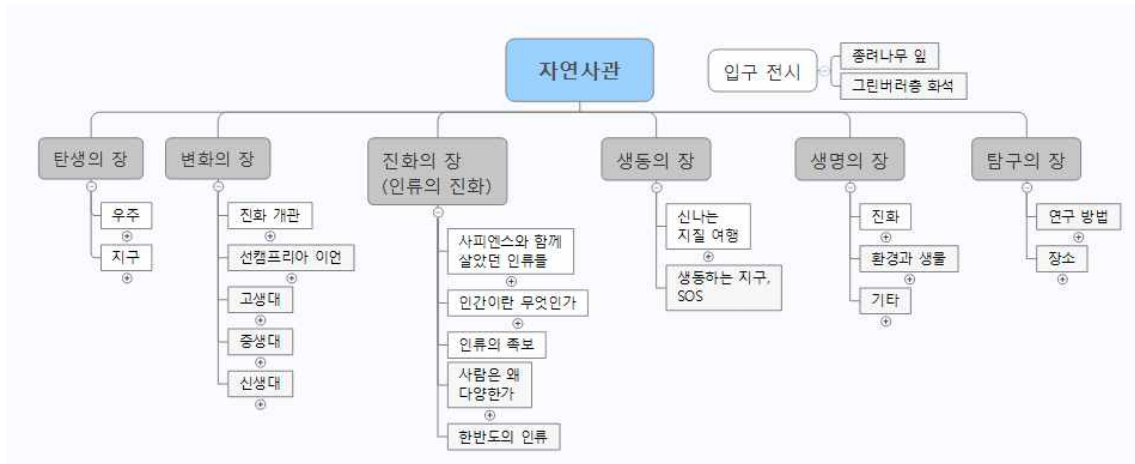 자연사관
입구 전시
종려나무 잎
그린버러층 화석
탄생의 장
우주
지구
변화의 장
진화 개관
선캄프리아 이언
고생대
중생대
신생대
진화의 장
(인류의 진화)
사피엔스와 함께
살았던 인류들
인간이란 무엇인가
인류의 족보
사람은 왜
다양한가
한반도의 인류
생동의 장
신나는
지질 여행
생동하는 지구,
SOS
생명의 장
진화
환경과 생물
기타
탐구의 장
연구 방법
장소